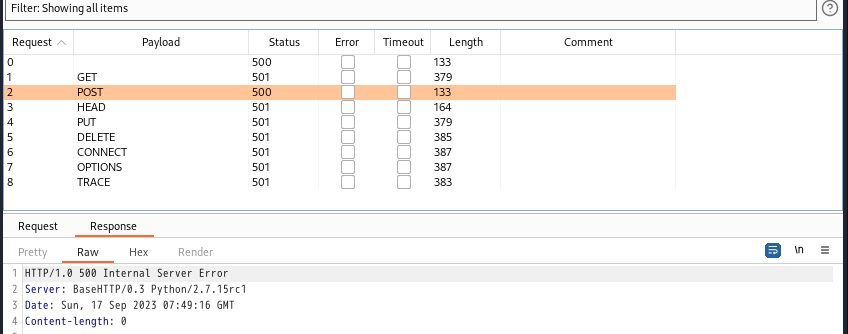 Filter: Showing all items
?
Request Payload Status Error Timeout Length Comment
0 500 133
1 GET 501 379
2 POST 500 133
3 HEAD 501 164
4 PUT 501 379
5 DELETE 501 385
6 CONNECT 501 387
7 OPTIONS 501 387
8 TRACE 501 383
Request Response
Pretty Raw Hex Render \n
1 HTTP/1.0 500 Internal Server Error
2 Server: BaseHTTP/0.3 Python/2.7.15rc1
3 Date: Sun, 17 Sep 2023 07:49:16 GMT
4 Content-length: 0